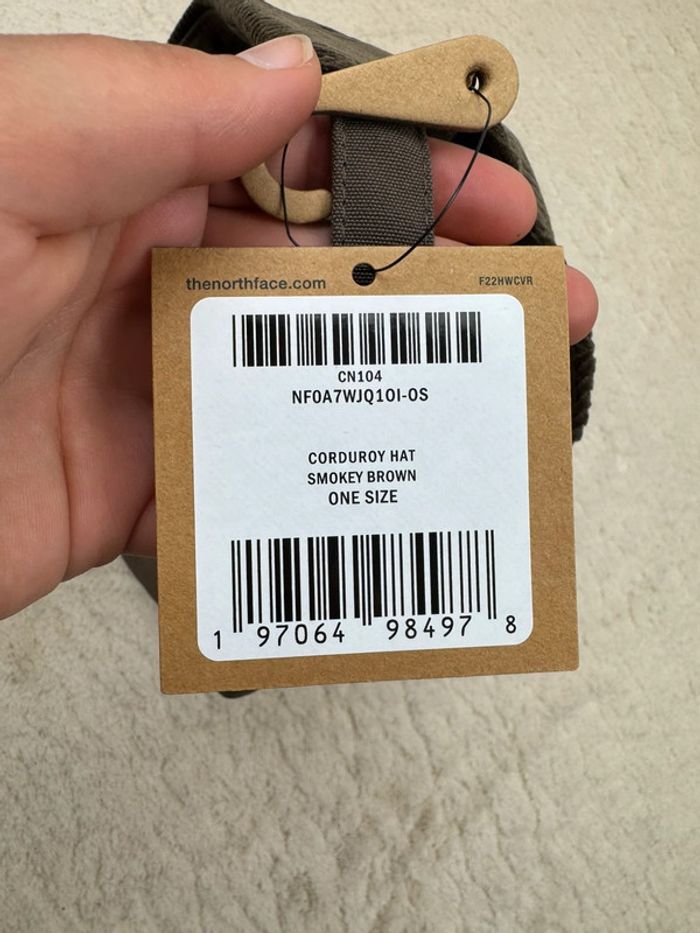 thenorthface.com
F22HWCVR
CN104
NF0A7WJQ1OI-OS
CORDUROY HAT
SMOKEY BROWN
ONE SIZE
1 97064 98497 8